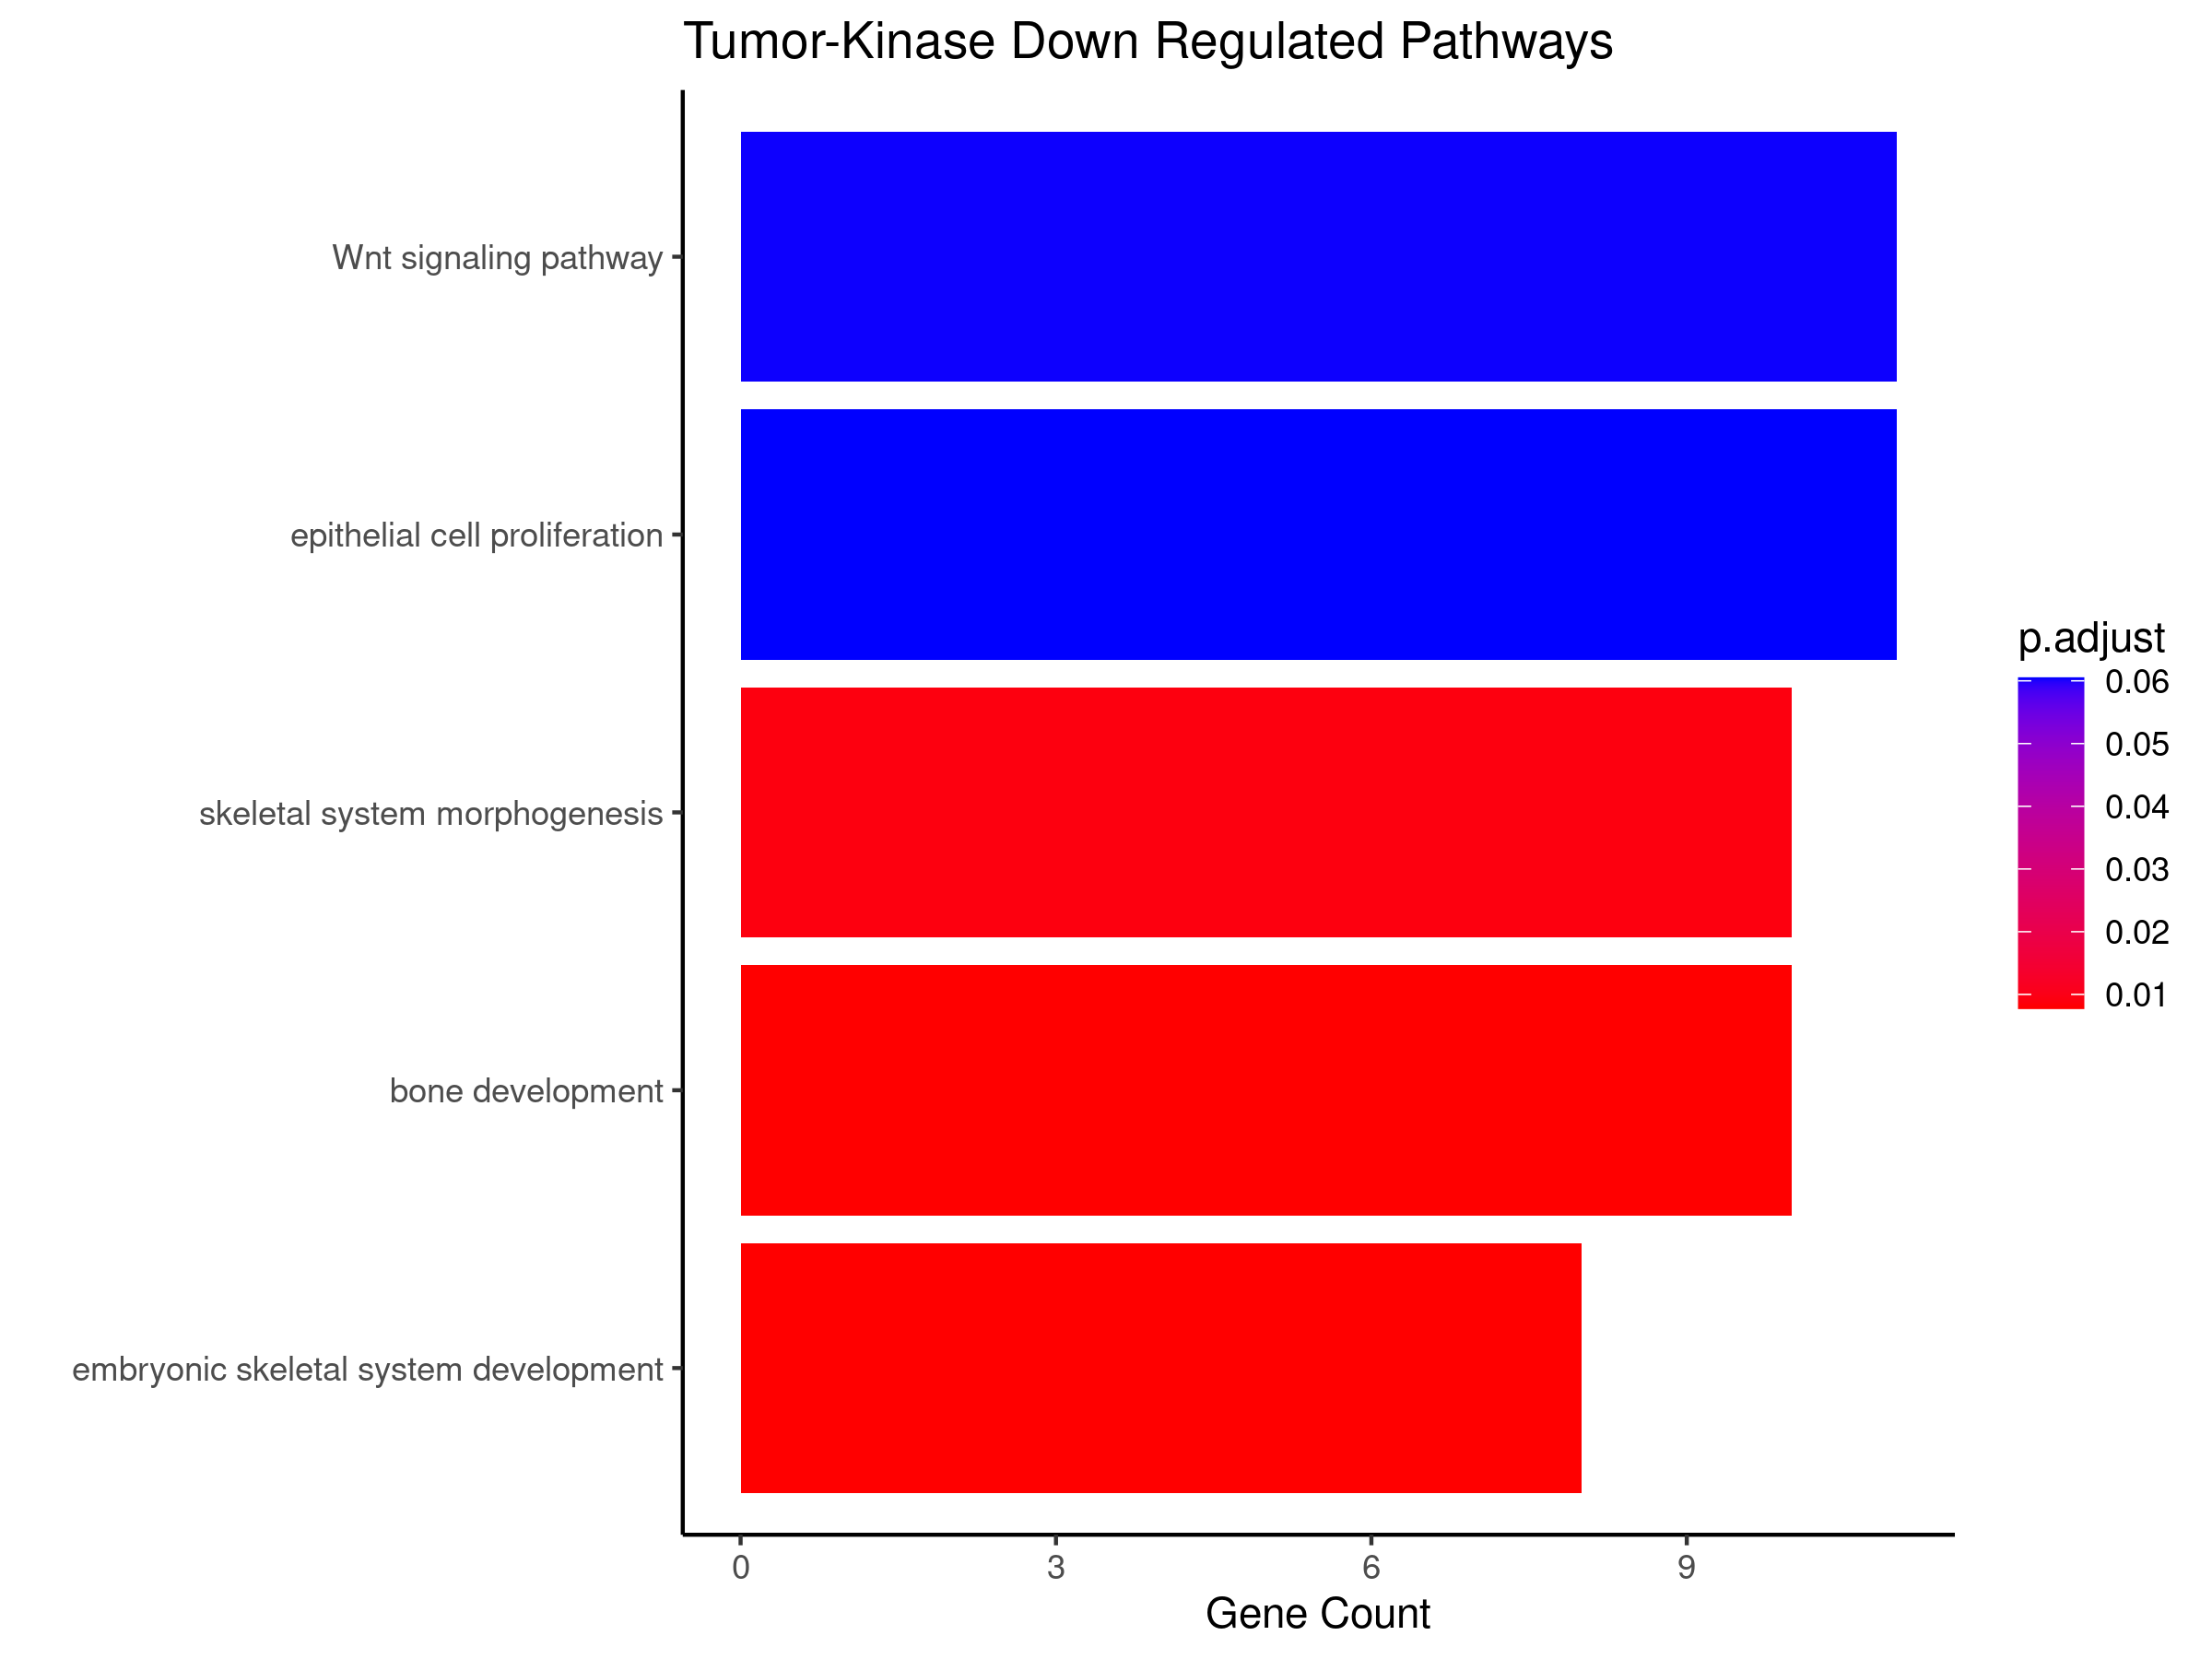 Tumor-Kinase Down Regulated Pathways
Wnt signaling pathway
epithelial cell proliferation
skeletal system morphogenesis
bone development
embryonic skeletal system development
0
3
6
9
Gene Count
p.adjust
0.06
0.05
0.04
0.03
0.02
0.01